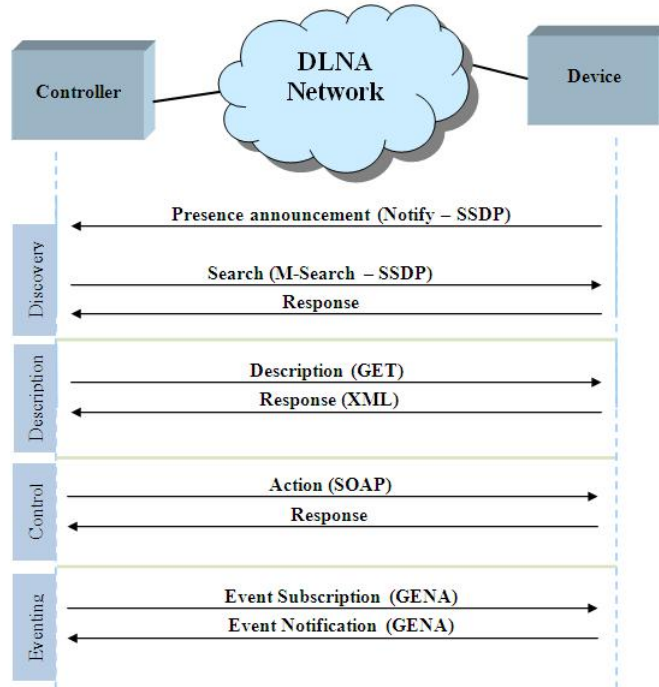 DLNA
Network
Controller
Device
Presence announcement (Notify – SSDP)
Discovery
Search (M-Search – SSDP)
Response
Description
Description (GET)
Response (XML)
Control
Action (SOAP)
Response
Eventing
Event Subscription (GENA)
Event Notification (GENA)